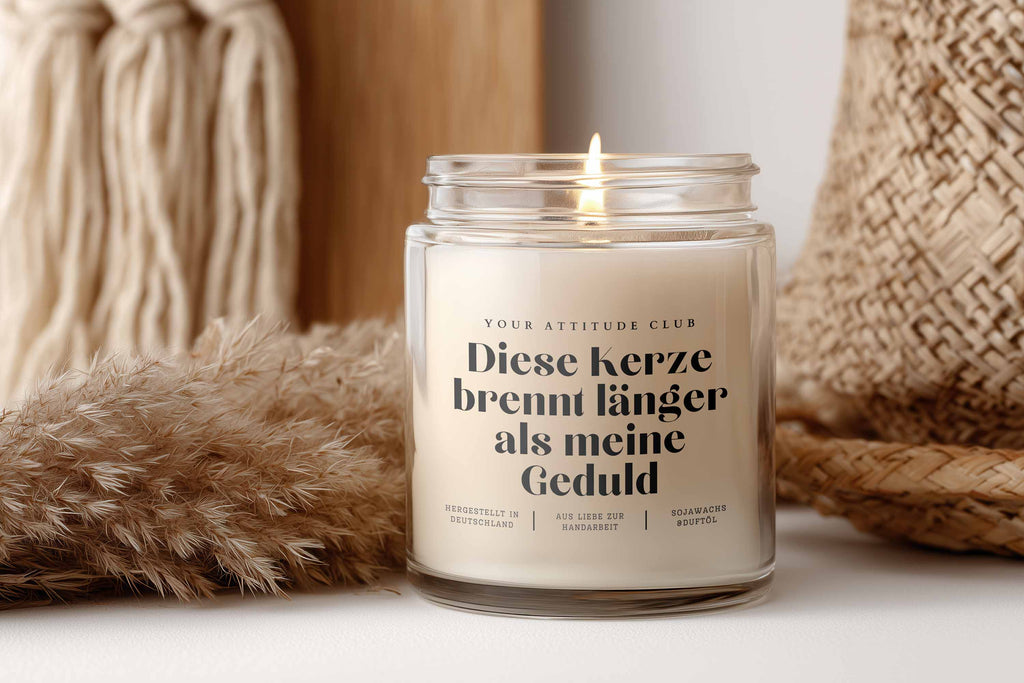 YOUR ATTITUDE CLUB
Diese Kerze
brennt länger
als meine
Geduld
HERGESTELLT IN
DEUTSCHLAND
AUS LIEBE ZUR
HANDARBEIT
SOJAWACHS
&DUFTÖL